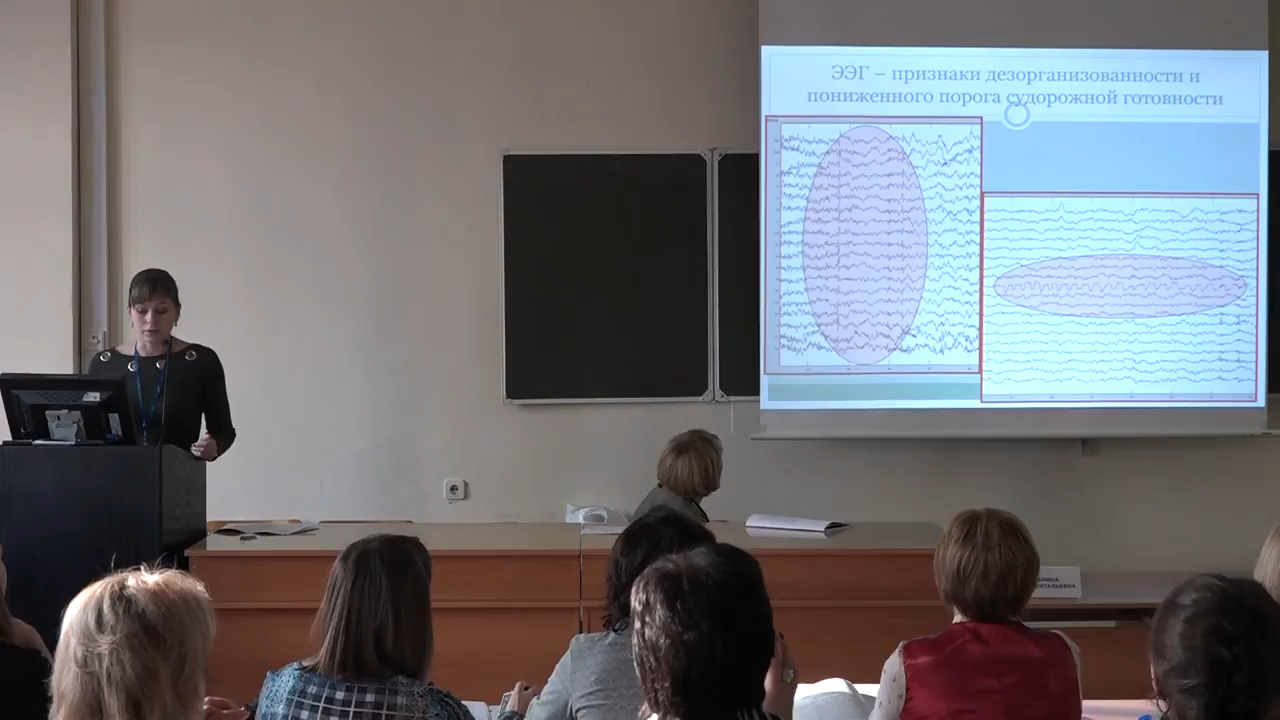 ЭЭГ – признаки дезорганизованности и
пониженного порога судорожной готовности